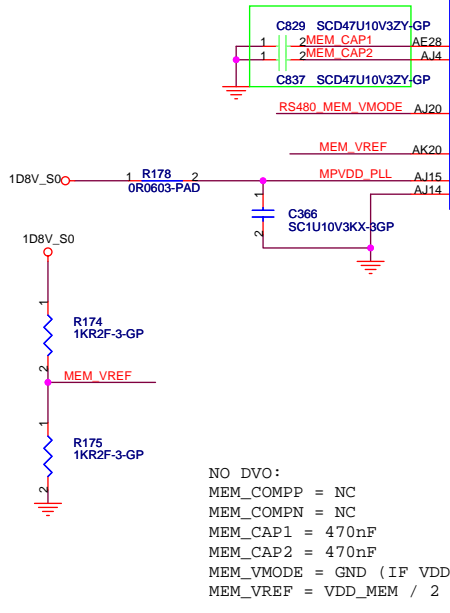 C829 SCD47U10V3ZY-GP
1 2 MEM_CAP1 AE28
1 2 MEM_CAP2 AJ4
C837 SCD47U10V3ZY-GP
RS480_MEM_VMODE AJ20
MEM_VREF AK20
1D8V_S0 1 R178 2 MPVDD_PLL AJ15
0R0603-PAD
AJ14
1
C366
SC1U10V3KX-3GP
2
1D8V_S0
1
R174
1KR2F-3-GP
2
MEM_VREF
1
R175
1KR2F-3-GP
2
NO DVO:
MEM_COMPP = NC
MEM_COMPN = NC
MEM_CAP1 = 470nF
MEM_CAP2 = 470nF
MEM_VMODE = GND (IF VDD
MEM_VREF = VDD_MEM / 2